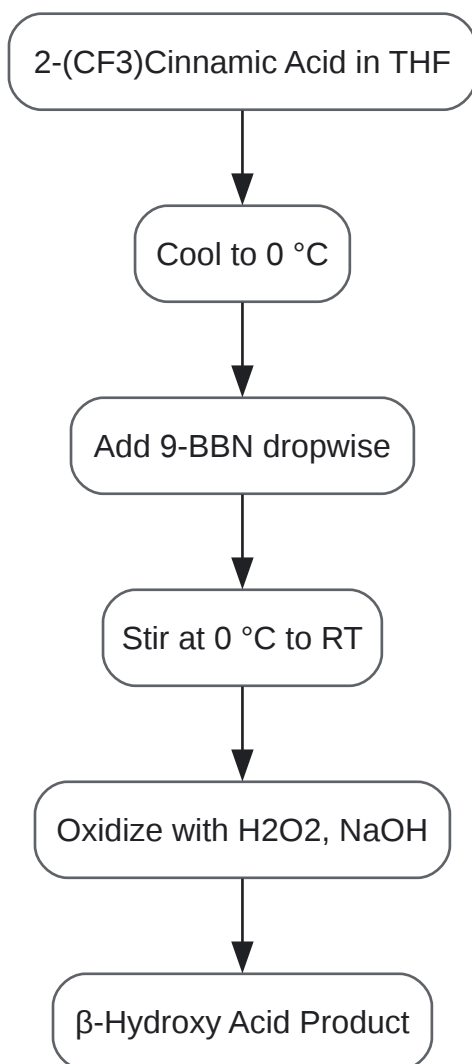 2-(CF3)Cinnamic Acid in THF
Cool to 0 °C
Add 9-BBN dropwise
Stir at 0 °C to RT
Oxidize with H2O2, NaOH
β-Hydroxy Acid Product